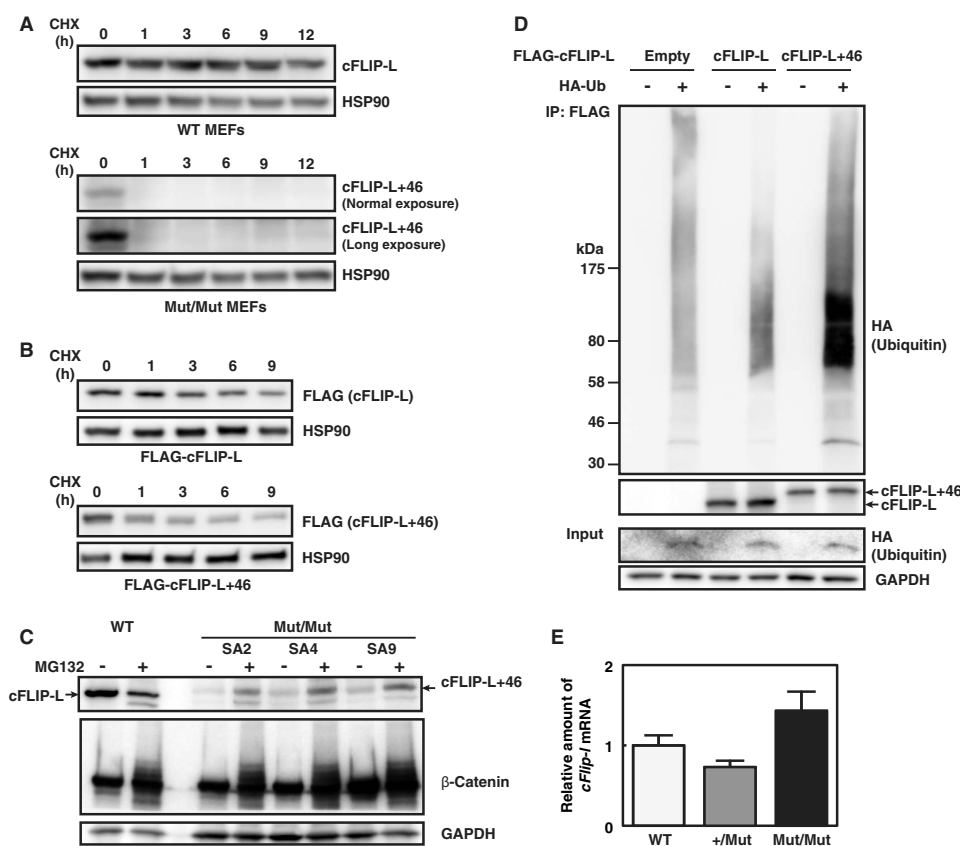 A
CHX (h) 0 1 3 6 9 12
cFLIP-L
HSP90
WT MEFs
CHX (h) 0 1 3 6 9 12
cFLIP-L+46 (Normal exposure)
cFLIP-L+46 (Long exposure)
HSP90
Mut/Mut MEFs
B
CHX (h) 0 1 3 6 9
FLAG (cFLIP-L)
HSP90
FLAG-cFLIP-L
CHX (h) 0 1 3 6 9
FLAG (cFLIP-L+46)
HSP90
FLAG-cFLIP-L+46
C
WT Mut/Mut
SA2 SA4 SA9
MG132 - + - + - + - +
cFLIP-L
cFLIP-L+46
β-Catenin
GAPDH
D
FLAG-cFLIP-L Empty cFLIP-L cFLIP-L+46
HA-Ub - + - + - +
IP: FLAG
kDa
175
80
58
46
30
HA (Ubiquitin)
cFLIP-L+46
cFLIP-L
Input
HA (Ubiquitin)
GAPDH
E
Relative amount of cFlip-l mRNA
2
1
0
WT +/Mut Mut/Mut